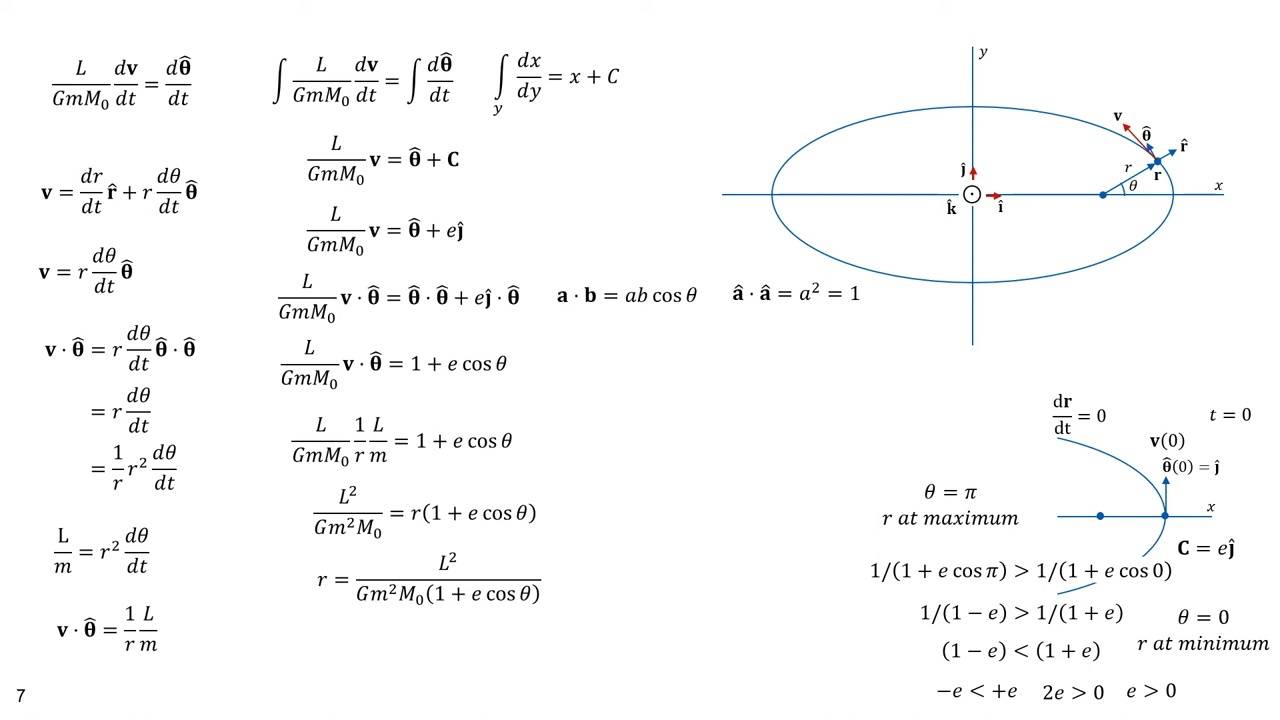 L/(GmM₀) d𝐯/dt = d𝛉̂/dt
𝐯 = dr/dt 𝐫̂ + r dθ/dt 𝛉̂
𝐯 = r dθ/dt 𝛉̂
𝐯 · 𝛉̂ = r dθ/dt 𝛉̂ · 𝛉̂
= r dθ/dt
= 1/r r² dθ/dt
L/m = r² dθ/dt
𝐯 · 𝛉̂ = 1/r L/m
7
∫ L/(GmM₀) d𝐯/dt = ∫ d𝛉̂/dt
∫_y dx/dy = x + C
L/(GmM₀) 𝐯 = 𝛉̂ + 𝐂
L/(GmM₀) 𝐯 = 𝛉̂ + e𝐣̂
L/(GmM₀) 𝐯 · 𝛉̂ = 𝛉̂ · 𝛉̂ + e𝐣̂ · 𝛉̂
𝐚 · 𝐛 = ab cos θ
𝐚̂ · 𝐚̂ = a² = 1
L/(GmM₀) 𝐯 · 𝛉̂ = 1 + e cos θ
L/(GmM₀) 1/r L/m = 1 + e cos θ
L²/(Gm²M₀) = r(1 + e cos θ)
r = L²/(Gm²M₀(1 + e cos θ))
y
𝐯
𝛉̂
𝐫̂
r
𝐫
θ
x
𝐣̂
𝐤̂
𝐢̂
d𝐫/dt = 0
t = 0
𝐯(0)
𝛉̂(0) = 𝐣̂
x
𝐂 = e𝐣̂
θ = π
r at maximum
1/(1 + e cos π) > 1/(1 + e cos 0)
1/(1 − e) > 1/(1 + e)
(1 − e) < (1 + e)
−e < +e
2e > 0
e > 0
θ = 0
r at minimum